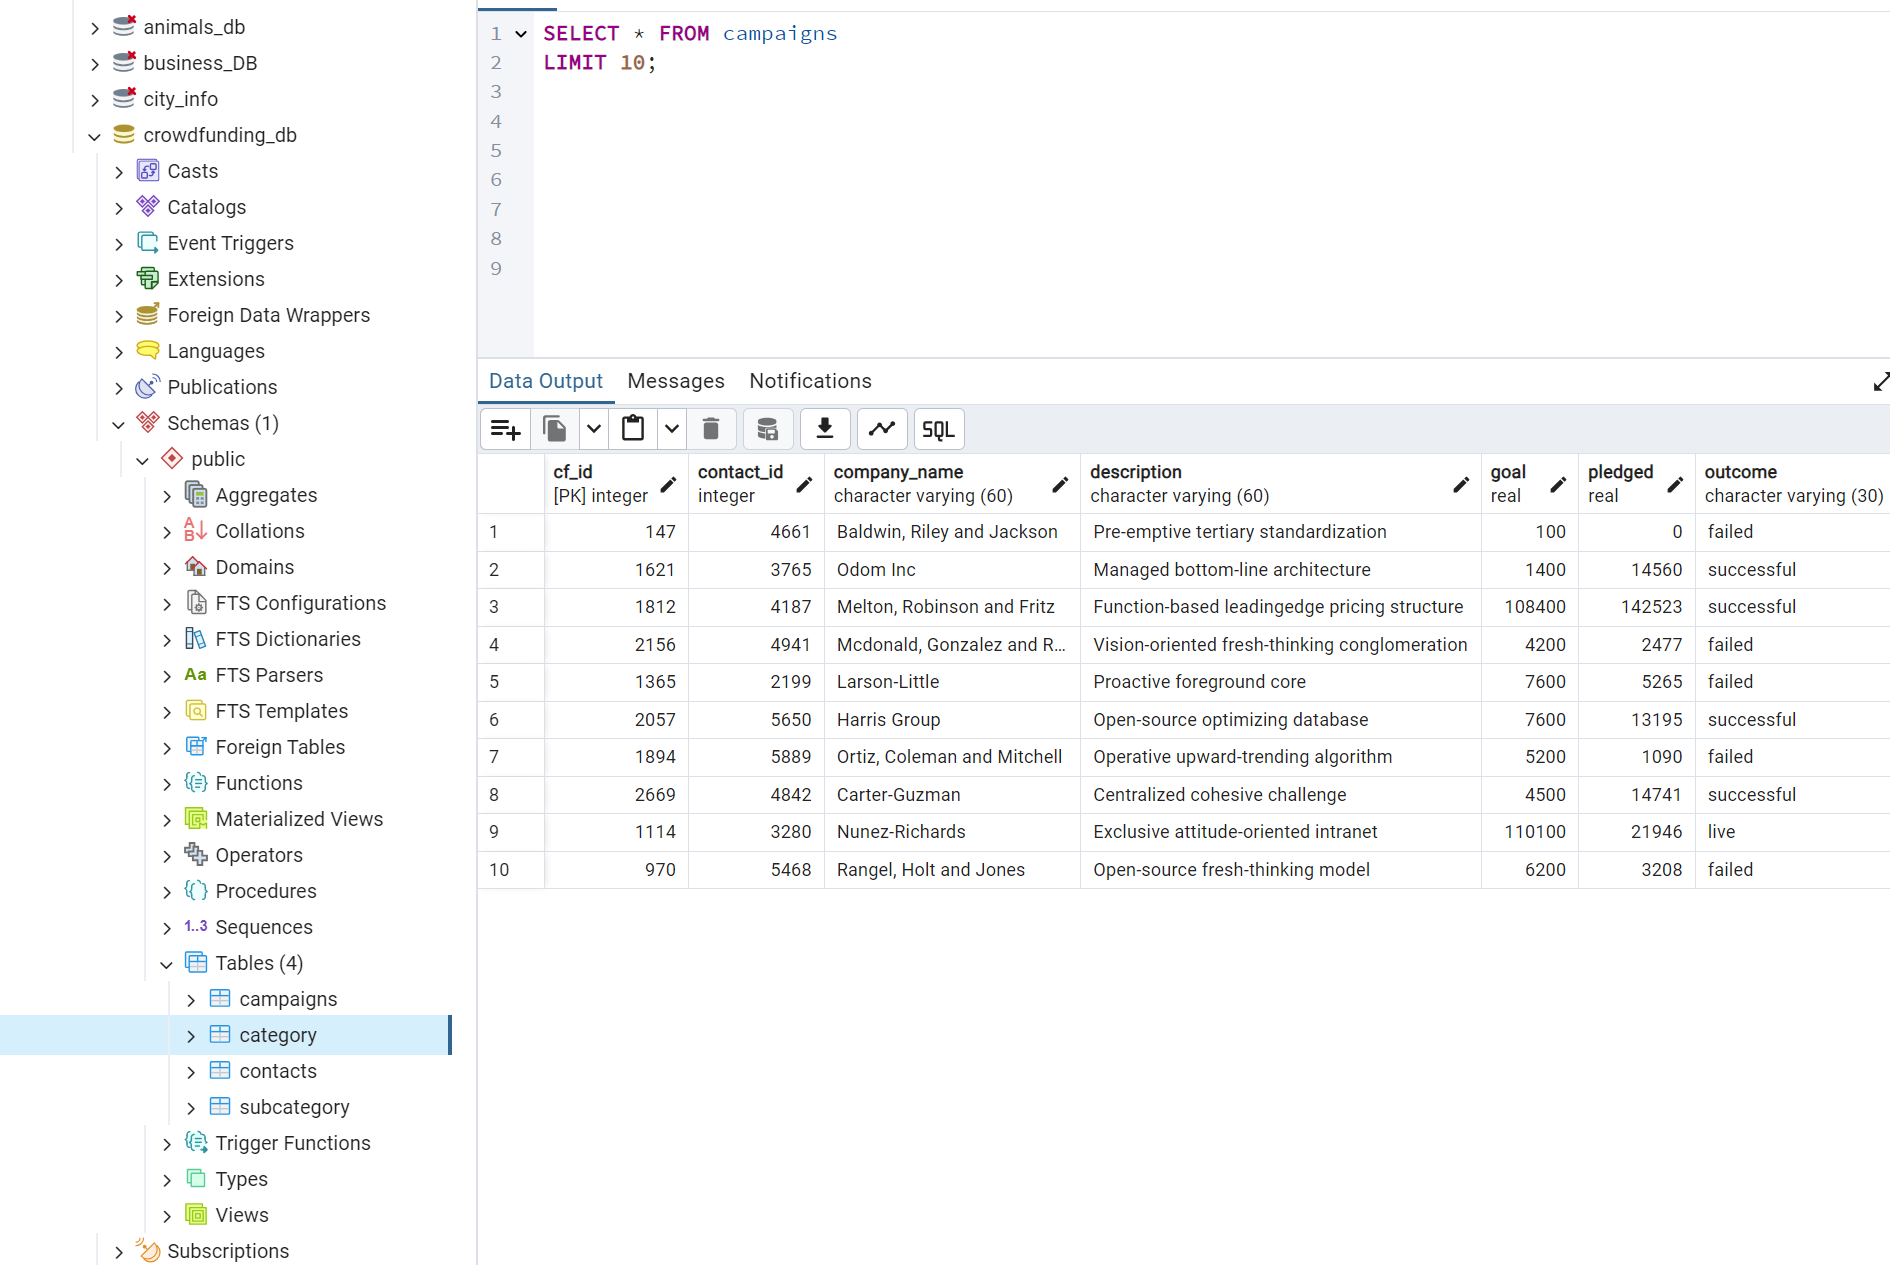 animals_db
business_DB
city_info
crowdfunding_db
Casts
Catalogs
Event Triggers
Extensions
Foreign Data Wrappers
Languages
Publications
Schemas (1)
public
Aggregates
Collations
Domains
FTS Configurations
FTS Dictionaries
Aa FTS Parsers
FTS Templates
Foreign Tables
Functions
Materialized Views
Operators
Procedures
1..3 Sequences
Tables (4)
campaigns
category
contacts
subcategory
Trigger Functions
Types
Views
Subscriptions
1 SELECT * FROM campaigns
2 LIMIT 10;
3
4
5
6
7
8
9
Data Output Messages Notifications
SQL
cf_id contact_id company_name description goal pledged outcome
[PK] integer integer character varying (60) character varying (60) real real character varying (30)
1 147 4661 Baldwin, Riley and Jackson Pre-emptive tertiary standardization 100 0 failed
2 1621 3765 Odom Inc Managed bottom-line architecture 1400 14560 successful
3 1812 4187 Melton, Robinson and Fritz Function-based leadingedge pricing structure 108400 142523 successful
4 2156 4941 Mcdonald, Gonzalez and R... Vision-oriented fresh-thinking conglomeration 4200 2477 failed
5 1365 2199 Larson-Little Proactive foreground core 7600 5265 failed
6 2057 5650 Harris Group Open-source optimizing database 7600 13195 successful
7 1894 5889 Ortiz, Coleman and Mitchell Operative upward-trending algorithm 5200 1090 failed
8 2669 4842 Carter-Guzman Centralized cohesive challenge 4500 14741 successful
9 1114 3280 Nunez-Richards Exclusive attitude-oriented intranet 110100 21946 live
10 970 5468 Rangel, Holt and Jones Open-source fresh-thinking model 6200 3208 failed